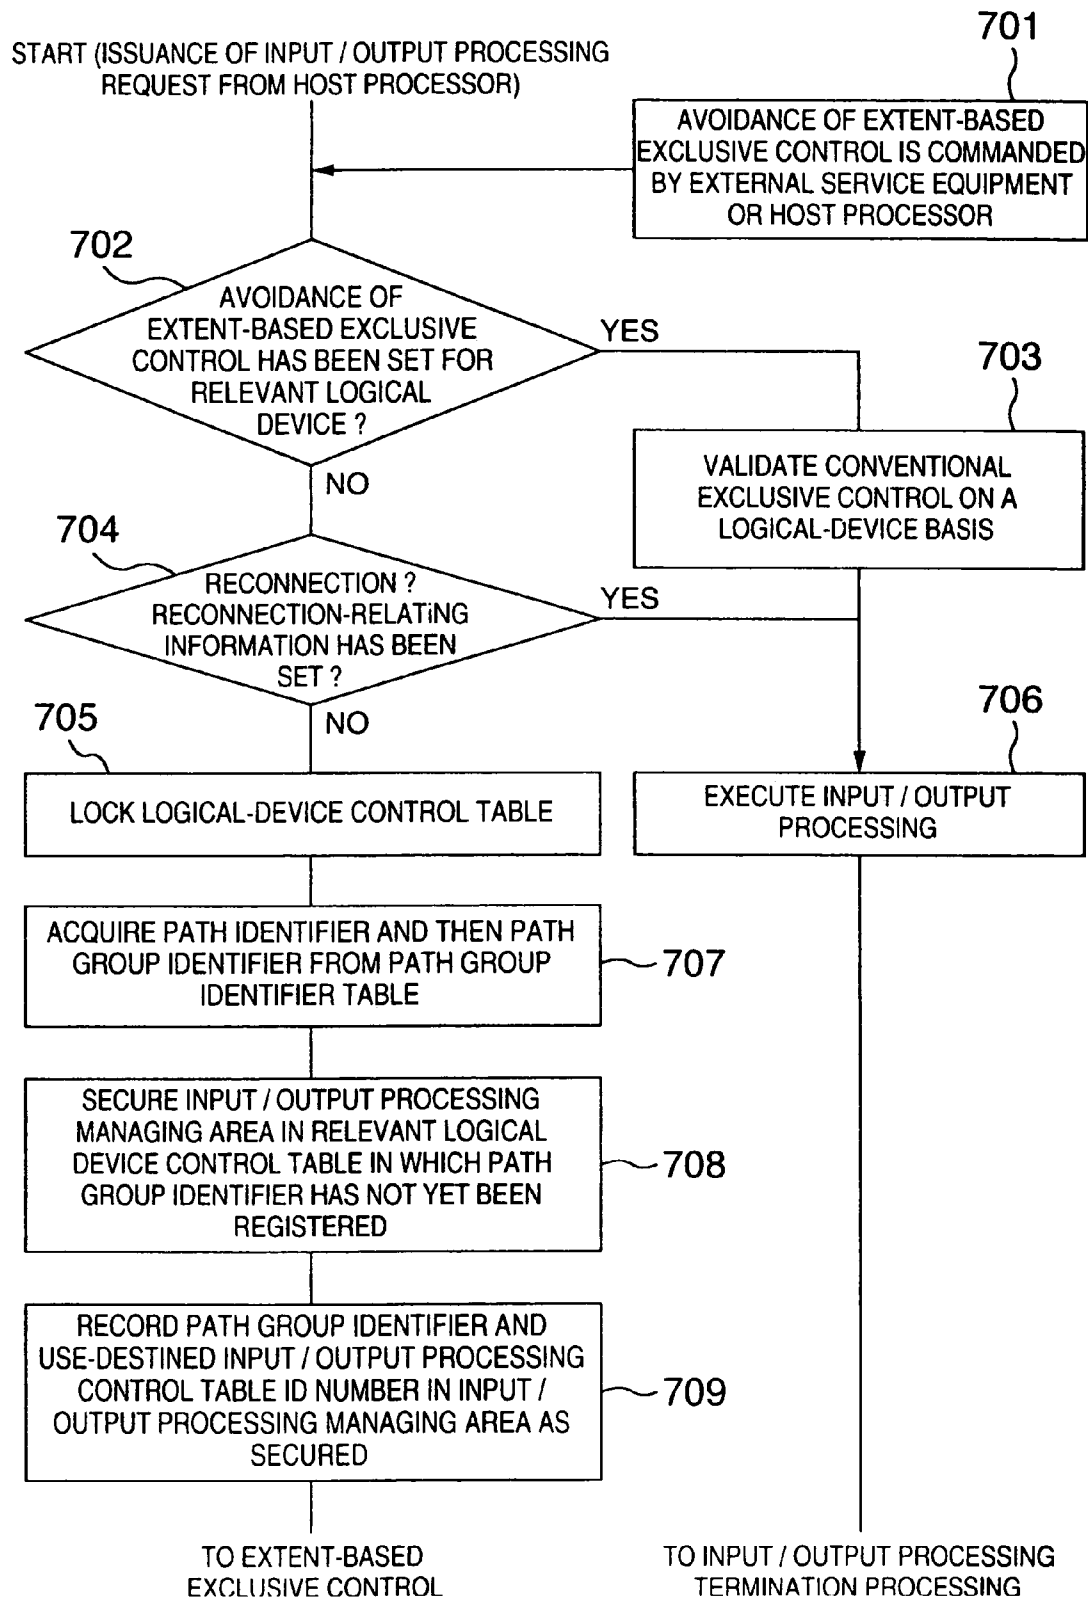 701
START (ISSUANCE OF INPUT / OUTPUT PROCESSING
REQUEST FROM HOST PROCESSOR)
AVOIDANCE OF EXTENT-BASED
EXCLUSIVE CONTROL IS COMMANDED
BY EXTERNAL SERVICE EQUIPMENT
OR HOST PROCESSOR
702
AVOIDANCE OF
EXTENT-BASED EXCLUSIVE
CONTROL HAS BEEN SET FOR
RELEVANT LOGICAL
DEVICE ?
YES
NO
703
VALIDATE CONVENTIONAL
EXCLUSIVE CONTROL ON A
LOGICAL-DEVICE BASIS
704
RECONNECTION ?
RECONNECTION-RELATiNG
INFORMATION HAS BEEN
SET ?
YES
NO
705
LOCK LOGICAL-DEVICE CONTROL TABLE
706
EXECUTE INPUT / OUTPUT
PROCESSING
ACQUIRE PATH IDENTIFIER AND THEN PATH
GROUP IDENTIFIER FROM PATH GROUP
IDENTIFIER TABLE
707
SECURE INPUT / OUTPUT PROCESSING
MANAGING AREA IN RELEVANT LOGICAL
DEVICE CONTROL TABLE IN WHICH PATH
GROUP IDENTIFIER HAS NOT YET BEEN
REGISTERED
708
RECORD PATH GROUP IDENTIFIER AND
USE-DESTINED INPUT / OUTPUT PROCESSING
CONTROL TABLE ID NUMBER IN INPUT /
OUTPUT PROCESSING MANAGING AREA AS
SECURED
709
TO EXTENT-BASED
EXCLUSIVE CONTROL
TO INPUT / OUTPUT PROCESSING
TERMINATION PROCESSING